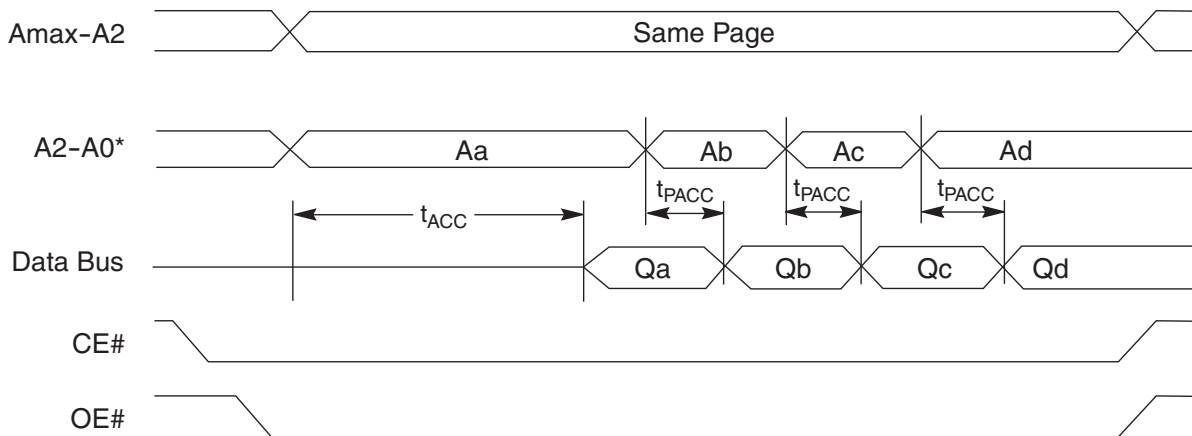 Amax-A2
Same Page
A2-A0*
Aa
Ab
Ac
Ad
tACC
tPACC
tPACC
tPACC
Data Bus
Qa
Qb
Qc
Qd
CE#
OE#